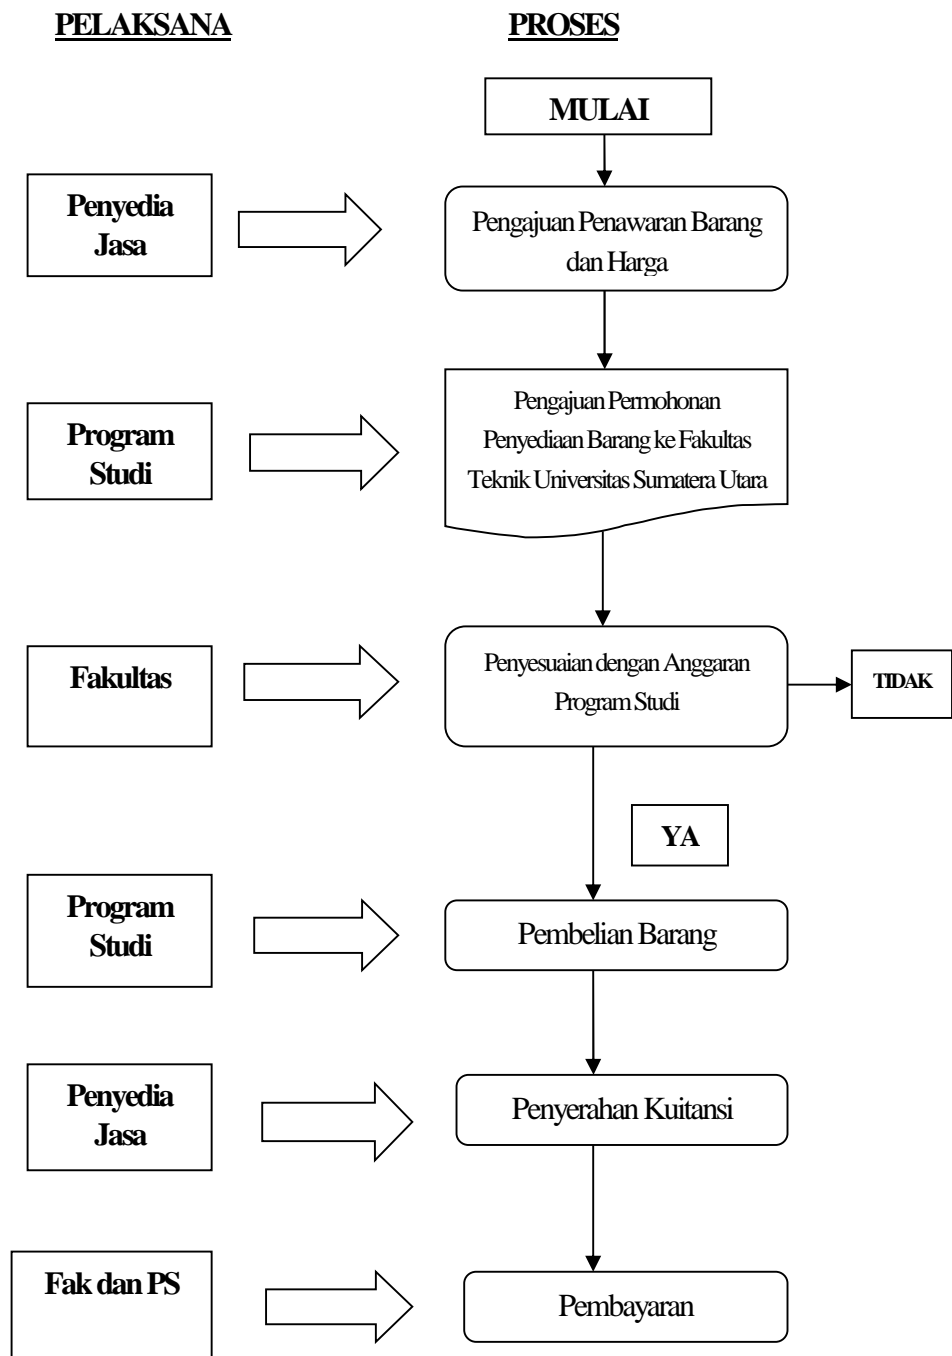 PELAKSANA PROSES
MULAI
Penyedia
Jasa
Pengajuan Penawaran Barang
dan Harga
Program
Studi
Pengajuan Permohonan
Penyediaan Barang ke Fakultas
Teknik Universitas Sumatera Utara
Fakultas
Penyesuaian dengan Anggaran
Program Studi
TIDAK
YA
Program
Studi
Pembelian Barang
Penyedia
Jasa
Penyerahan Kuitansi
Fak dan PS
Pembayaran